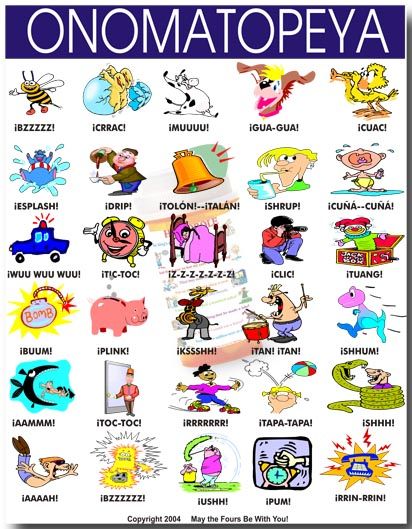 ONOMATOPEYA
¡BZZZZZ! ¡CRRAC! ¡MUUUU! ¡GUA-GUA! ¡CUAC!
¡ESPLASH! ¡DRIP! ¡TOLÓN!--¡TALÁN! ¡SHRUP! ¡CUÑÁ--CUÑÁ!
¡WUU WUU WUU! ¡TIC-TOC! ¡Z-Z-Z-Z-Z-Z-Z! ¡CLIC! ¡TUANG!
BOMB
¡BUUM! ¡PLINK! ¡KSSSHH! ¡TAN! ¡TAN! ¡SHHUM!
¡AAMMM! ¡TOC-TOC! ¡RRRRRRR! ¡TAPA-TAPA! ¡SHHH!
¡AAAAH! ¡BZZZZZZ! ¡USHH! ¡PUM! ¡RRIN-RRIN!
Copyright 2004 May the Fours Be With You!